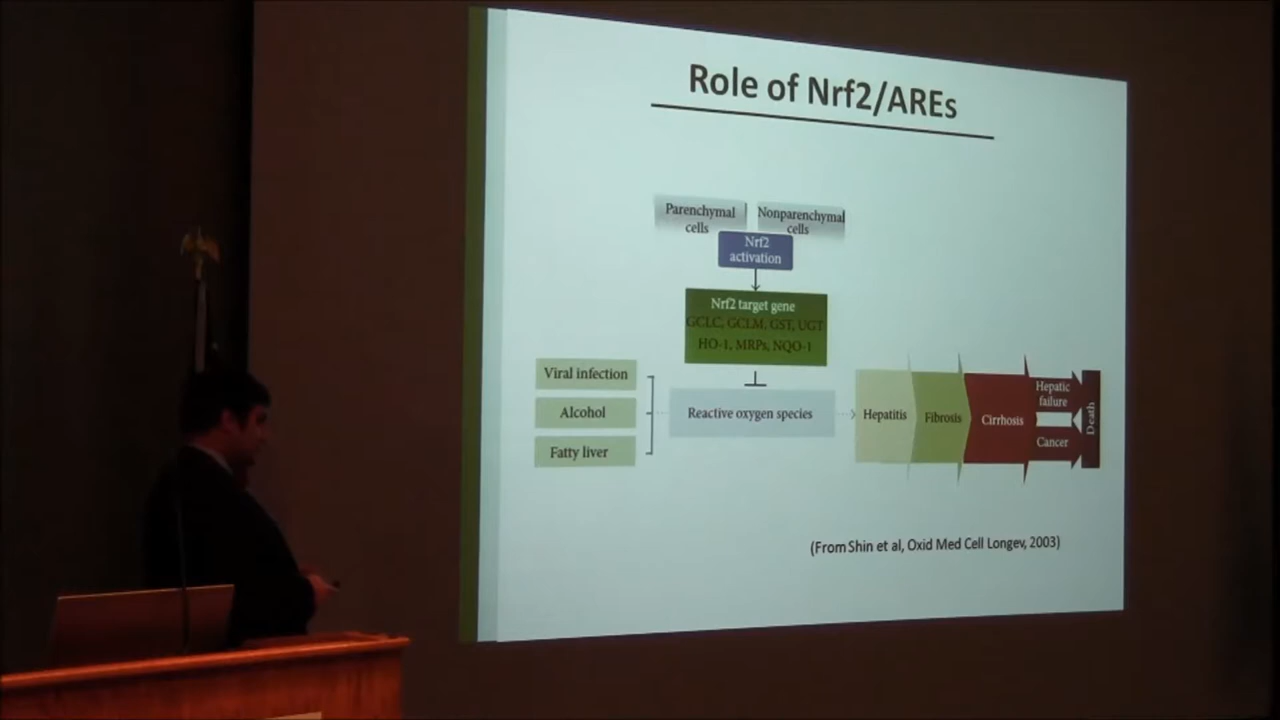 Role of Nrf2/AREs
Parenchymal
cells
Nonparenchymal
cells
Nrf2
activation
Nrf2 target gene
GCLC, GCLM, GST, UGT
HO-1, MRPs, NQO-1
Viral infection
Alcohol
Fatty liver
Reactive oxygen species
Hepatitis
Fibrosis
Cirrhosis
Hepatic
failure
Cancer
Death
(From Shin et al, Oxid Med Cell Longev, 2003)